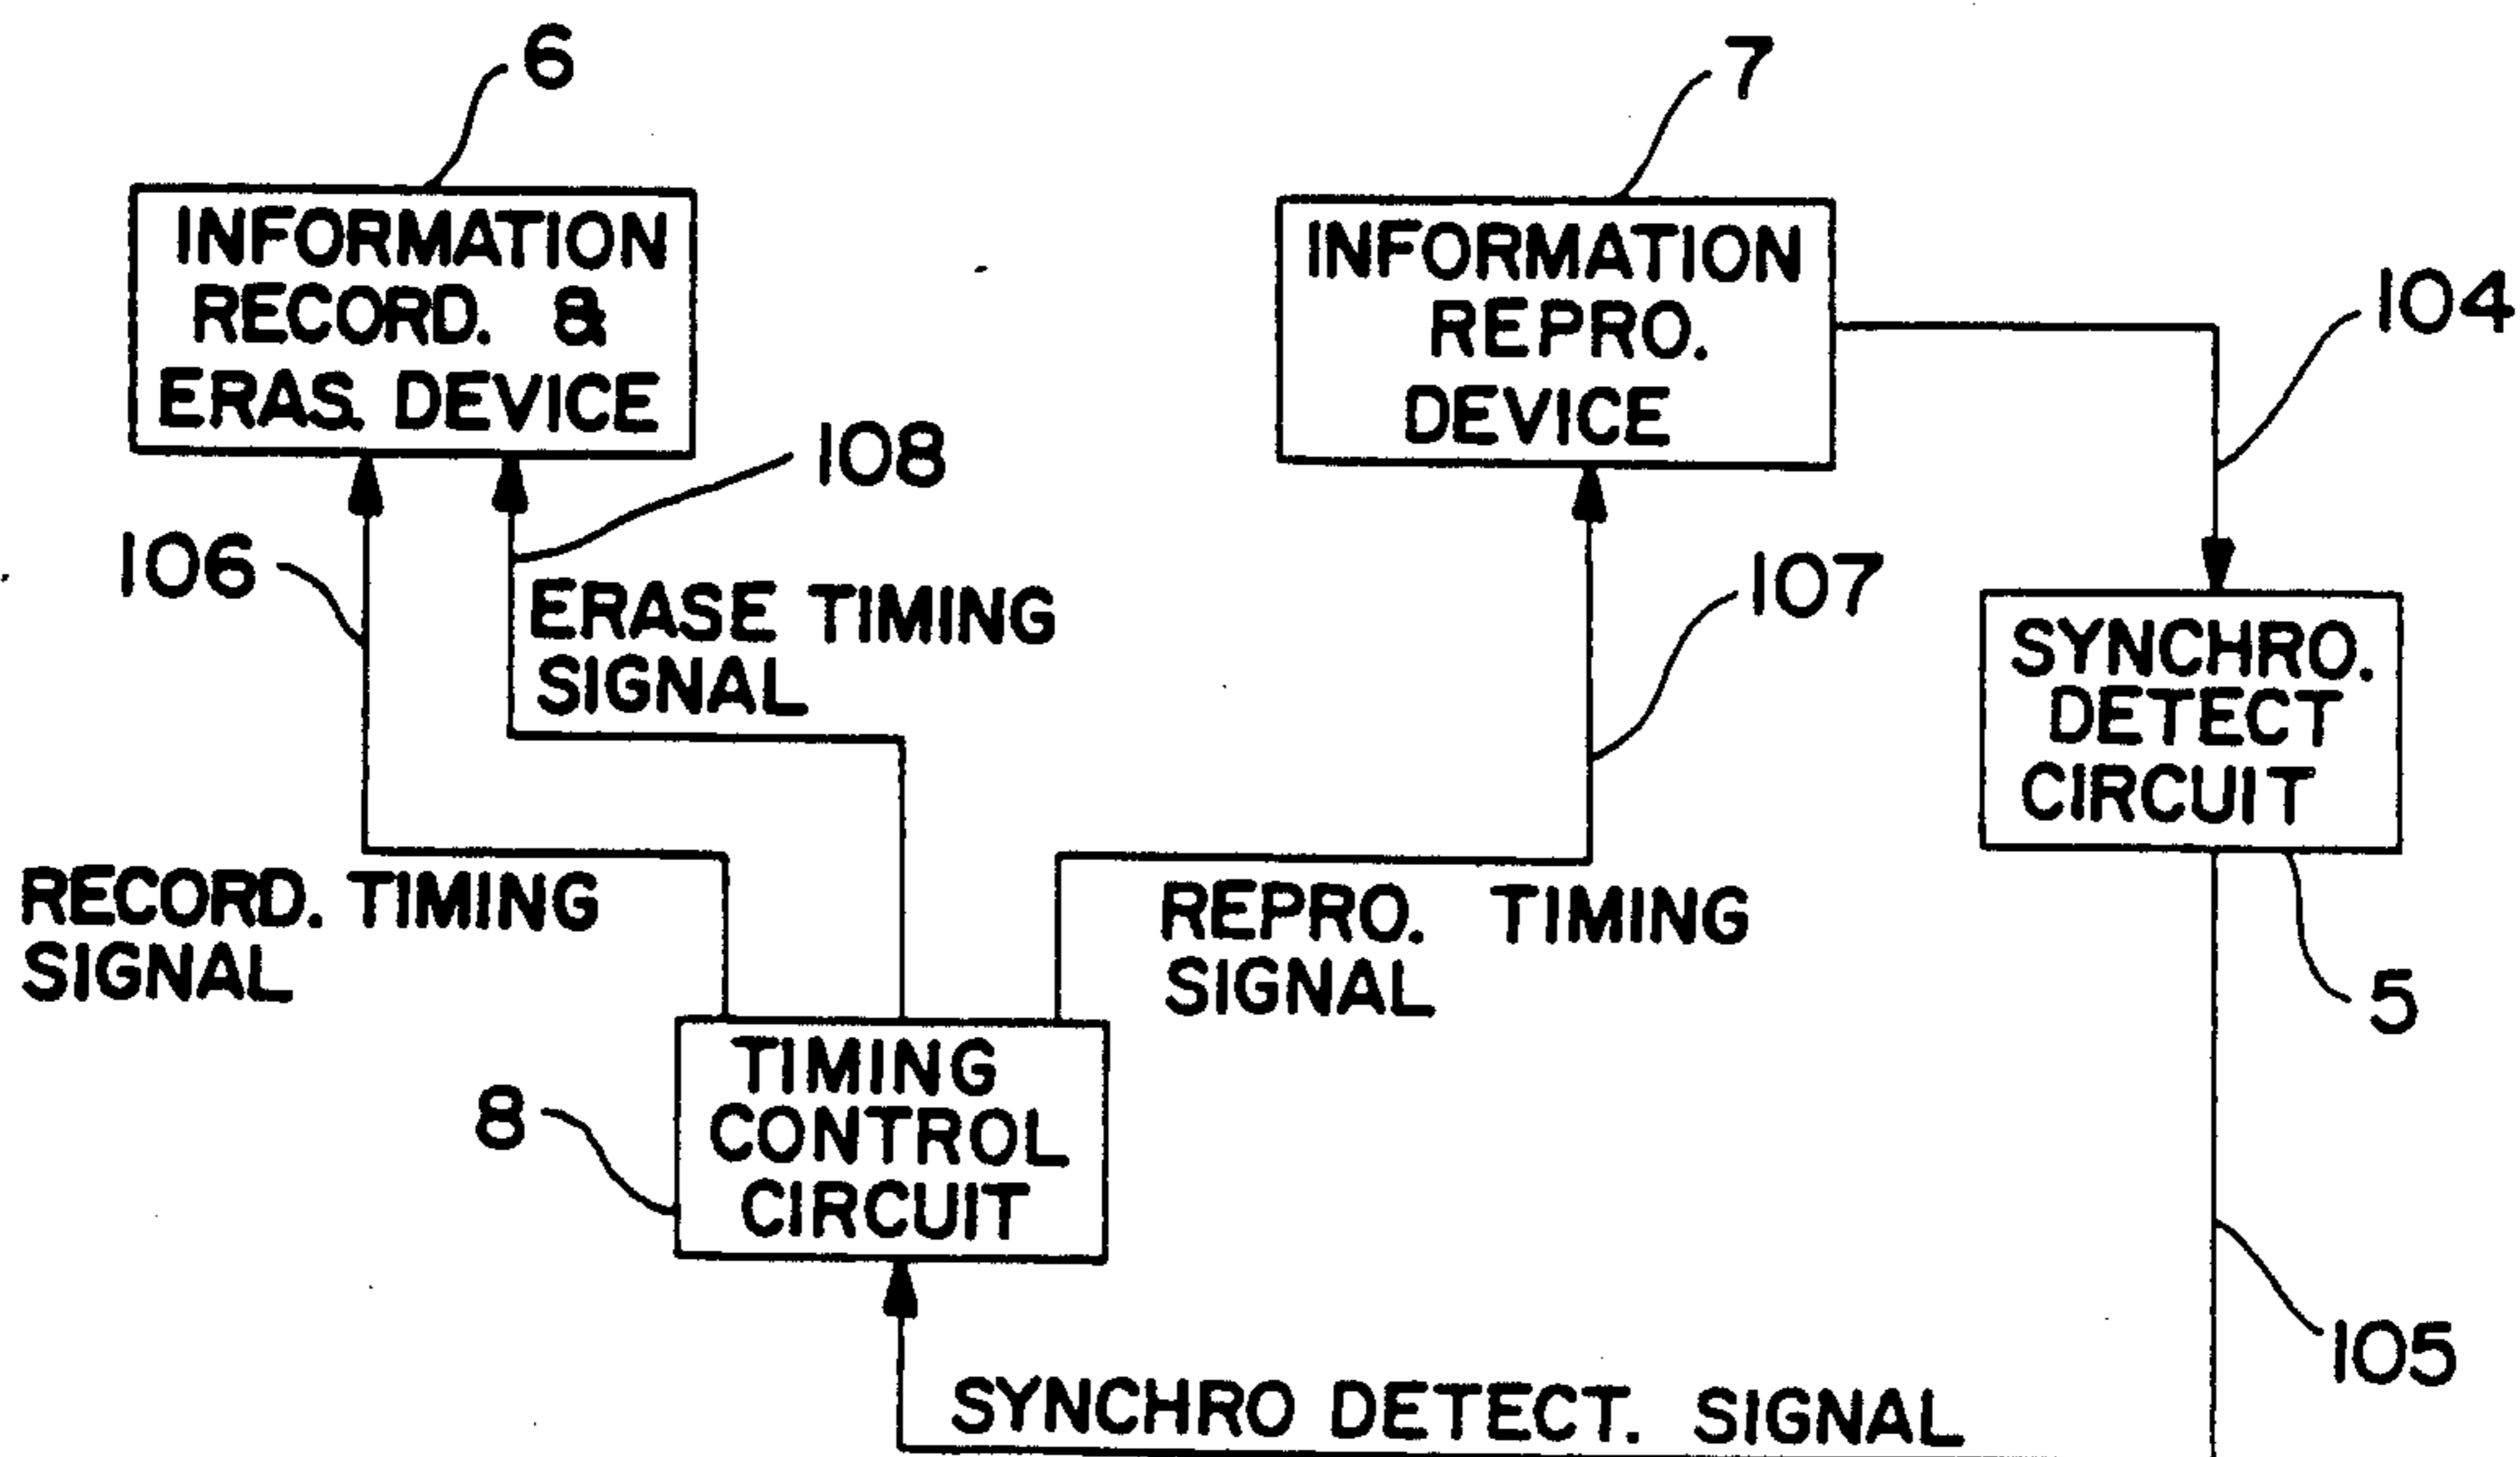 6
7
INFORMATION
RECORD. &
ERAS. DEVICE
INFORMATION
REPRO.
DEVICE
104
108
106
107
ERASE TIMING
SIGNAL
SYNCHRO.
DETECT
CIRCUIT
RECORD. TIMING
SIGNAL
REPRO. TIMING
SIGNAL
5
TIMING
CONTROL
CIRCUIT
8
105
SYNCHRO DETECT. SIGNAL